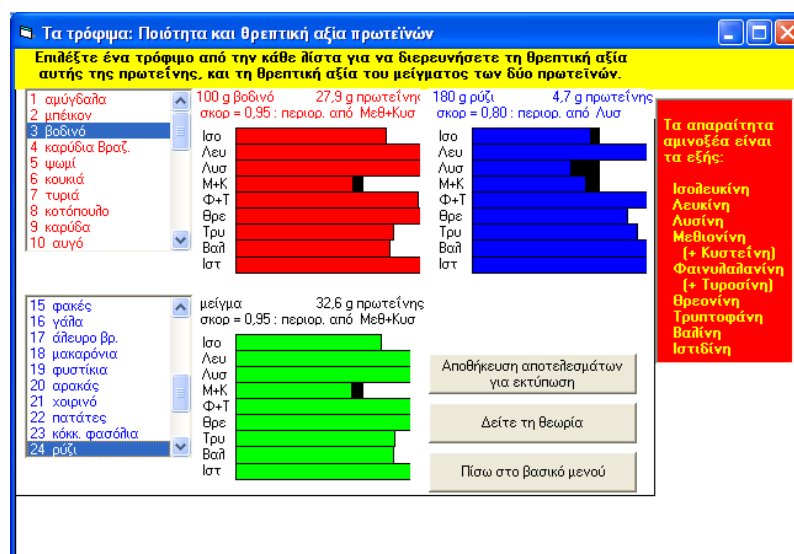 Τα τρόφιμα: Ποιότητα και θρεπτική αξία πρωτεϊνών
Επιλέξτε ένα τρόφιμο από την κάθε λίστα για να διερευνήσετε τη θρεπτική αξία
αυτής της πρωτεΐνης, και τη θρεπτική αξία του μείγματος των δύο πρωτεϊνών.
1 αμύγδαλα
2 μπέικον
3 βοδινό
4 καρύδια Βραζ.
5 ψωμί
6 κουκιά
7 τυριά
8 κοτόπουλο
9 καρύδα
10 αυγό
100 g βοδινό 27,9 g πρωτεΐνης
σκορ = 0,95 : περιορ. από Μεθ+Κυσ
Ισο
Λευ
Λυσ
Μ+Κ
Φ+Τ
Θρε
Τρυ
Βαλ
Ιστ
180 g ρύζι 4,7 g πρωτεΐνης
σκορ = 0,80 : περιορ. από Λυσ
Ισο
Λευ
Λυσ
Μ+Κ
Φ+Τ
Θρε
Τρυ
Βαλ
Ιστ
Τα απαραίτητα
αμινοξέα είναι
τα εξής:
Ισολευκίνη
Λευκίνη
Λυσίνη
Μεθιονίνη
(+ Κυστεΐνη)
Φαινυλαλανίνη
(+ Τυροσίνη)
Θρεονίνη
Τρυπτοφάνη
Βαλίνη
Ιστιδίνη
15 φακές
16 γάλα
17 άλευρο βρ.
18 μακαρόνια
19 φυστίκια
20 αρακάς
21 χοιρινό
22 πατάτες
23 κόκκ. φασόλια
24 ρύζι
μείγμα 32,6 g πρωτεΐνης
σκορ = 0,95 : περιορ. από Μεθ+Κυσ
Ισο
Λευ
Λυσ
Μ+Κ
Φ+Τ
Θρε
Τρυ
Βαλ
Ιστ
Αποθήκευση αποτελεσμάτων
για εκτύπωση
Δείτε τη θεωρία
Πίσω στο βασικό μενού